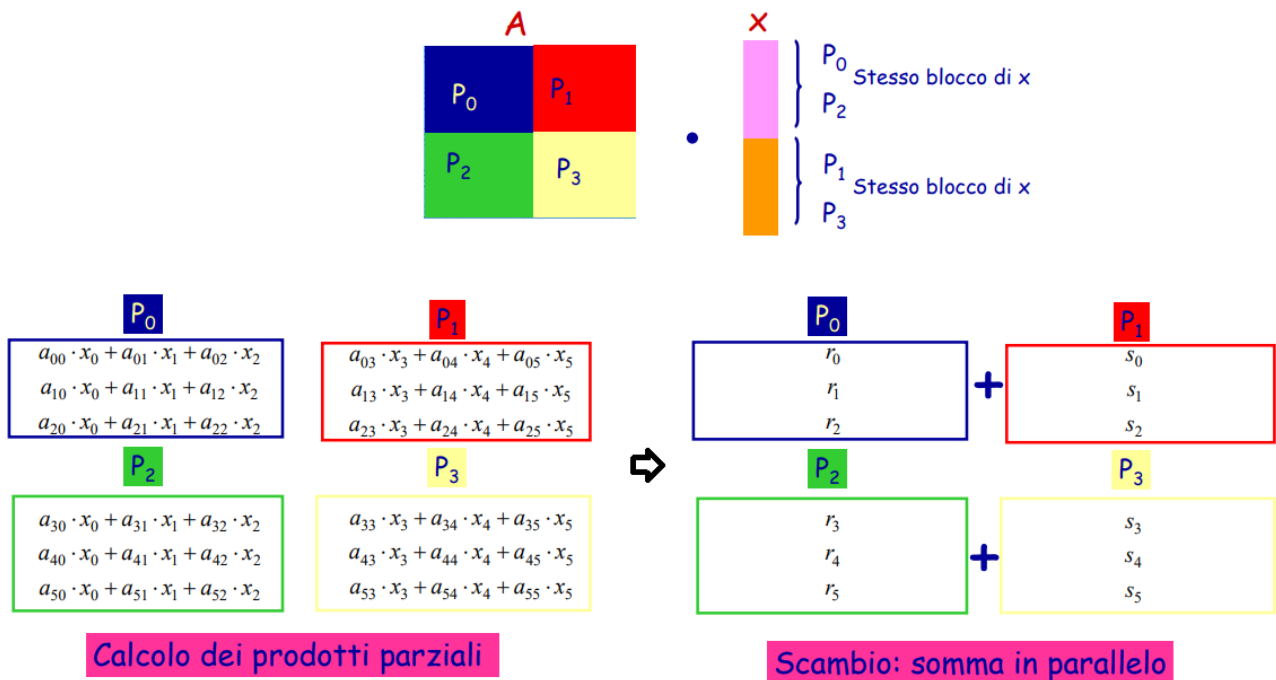 A x
P₀ P₁
P₂ P₃
·
P₀
P₂
Stesso blocco di x
P₁
P₃
Stesso blocco di x
P₀
a₀₀ · x₀ + a₀₁ · x₁ + a₀₂ · x₂
a₁₀ · x₀ + a₁₁ · x₁ + a₁₂ · x₂
a₂₀ · x₀ + a₂₁ · x₁ + a₂₂ · x₂
P₁
a₀₃ · x₃ + a₀₄ · x₄ + a₀₅ · x₅
a₁₃ · x₃ + a₁₄ · x₄ + a₁₅ · x₅
a₂₃ · x₃ + a₂₄ · x₄ + a₂₅ · x₅
P₂
a₃₀ · x₀ + a₃₁ · x₁ + a₃₂ · x₂
a₄₀ · x₀ + a₄₁ · x₁ + a₄₂ · x₂
a₅₀ · x₀ + a₅₁ · x₁ + a₅₂ · x₂
P₃
a₃₃ · x₃ + a₃₄ · x₄ + a₃₅ · x₅
a₄₃ · x₃ + a₄₄ · x₄ + a₄₅ · x₅
a₅₃ · x₃ + a₅₄ · x₄ + a₅₅ · x₅
Calcolo dei prodotti parziali
P₀
r₀
r₁
r₂
+
P₁
s₀
s₁
s₂
P₂
r₃
r₄
r₅
+
P₃
s₃
s₄
s₅
Scambio: somma in parallelo